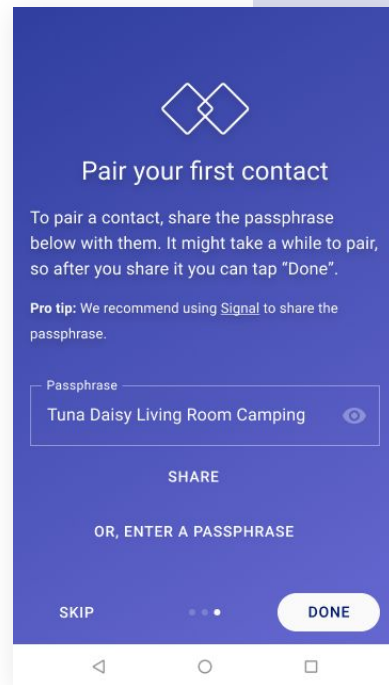 Pair your first contact
To pair a contact, share the passphrase
below with them. It might take a while to pair,
so after you share it you can tap “Done”.
Pro tip: We recommend using Signal to share the
passphrase.
Passphrase
Tuna Daisy Living Room Camping
SHARE
OR, ENTER A PASSPHRASE
SKIP
DONE